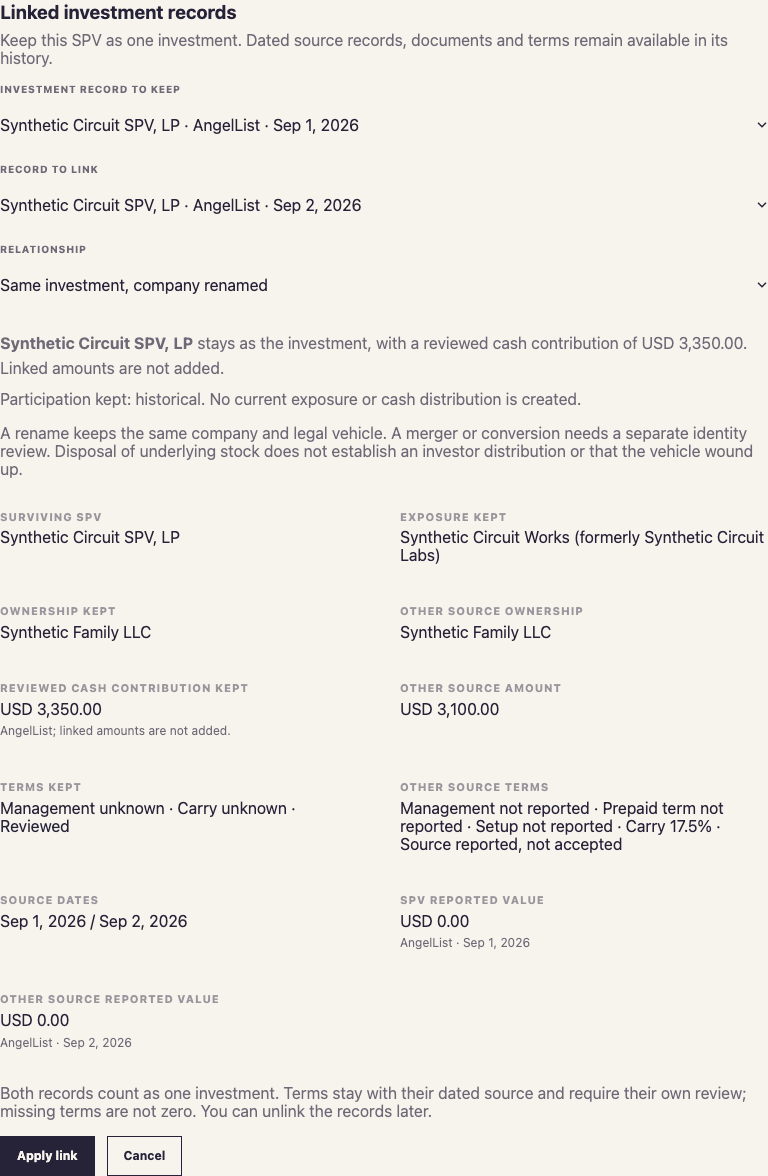 Linked investment records
Keep this SPV as one investment. Dated source records, documents and terms remain available in its
history.
INVESTMENT RECORD TO KEEP
Synthetic Circuit SPV, LP · AngelList · Sep 1, 2026
RECORD TO LINK
Synthetic Circuit SPV, LP · AngelList · Sep 2, 2026
RELATIONSHIP
Same investment, company renamed
Synthetic Circuit SPV, LP stays as the investment, with a reviewed cash contribution of USD 3,350.00.
Linked amounts are not added.
Participation kept: historical. No current exposure or cash distribution is created.
A rename keeps the same company and legal vehicle. A merger or conversion needs a separate identity
review. Disposal of underlying stock does not establish an investor distribution or that the vehicle wound
up.
SURVIVING SPV
Synthetic Circuit SPV, LP
EXPOSURE KEPT
Synthetic Circuit Works (formerly Synthetic Circuit
Labs)
OWNERSHIP KEPT
Synthetic Family LLC
OTHER SOURCE OWNERSHIP
Synthetic Family LLC
REVIEWED CASH CONTRIBUTION KEPT
USD 3,350.00
AngelList; linked amounts are not added.
OTHER SOURCE AMOUNT
USD 3,100.00
TERMS KEPT
Management unknown · Carry unknown ·
Reviewed
OTHER SOURCE TERMS
Management not reported · Prepaid term not
reported · Setup not reported · Carry 17.5% ·
Source reported, not accepted
SOURCE DATES
Sep 1, 2026 / Sep 2, 2026
SPV REPORTED VALUE
USD 0.00
AngelList · Sep 1, 2026
OTHER SOURCE REPORTED VALUE
USD 0.00
AngelList · Sep 2, 2026
Both records count as one investment. Terms stay with their dated source and require their own review;
missing terms are not zero. You can unlink the records later.
Apply link
Cancel